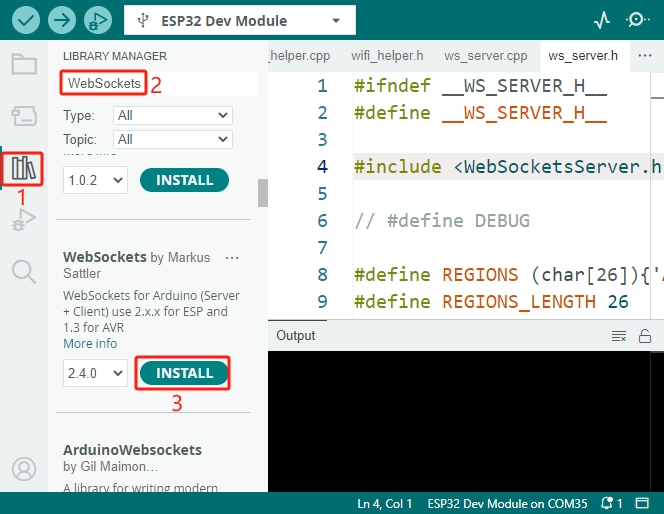 ESP32 Dev Module
LIBRARY MANAGER
WebSockets
2
Type: All
Topic: All
1.0.2 INSTALL
1
WebSockets by Markus ...
Sattler
WebSockets for Arduino (Server
+ Client) use 2.x.x for ESP and
1.3 for AVR
More info
2.4.0 INSTALL
3
ArduinoWebsockets
by Gil Maimon…
A library for writing modern
_helper.cpp wifi_helper.h ws_server.cpp ws_server.h ...
1 #ifndef __WS_SERVER_H__
2 #define __WS_SERVER_H__
3
4 #include <WebSocketsServer.h
5
6 // #define DEBUG
7
8 #define REGIONS (char[26]){'A
9 #define REGIONS_LENGTH 26
Output
Ln 4, Col 1 ESP32 Dev Module on COM35 1